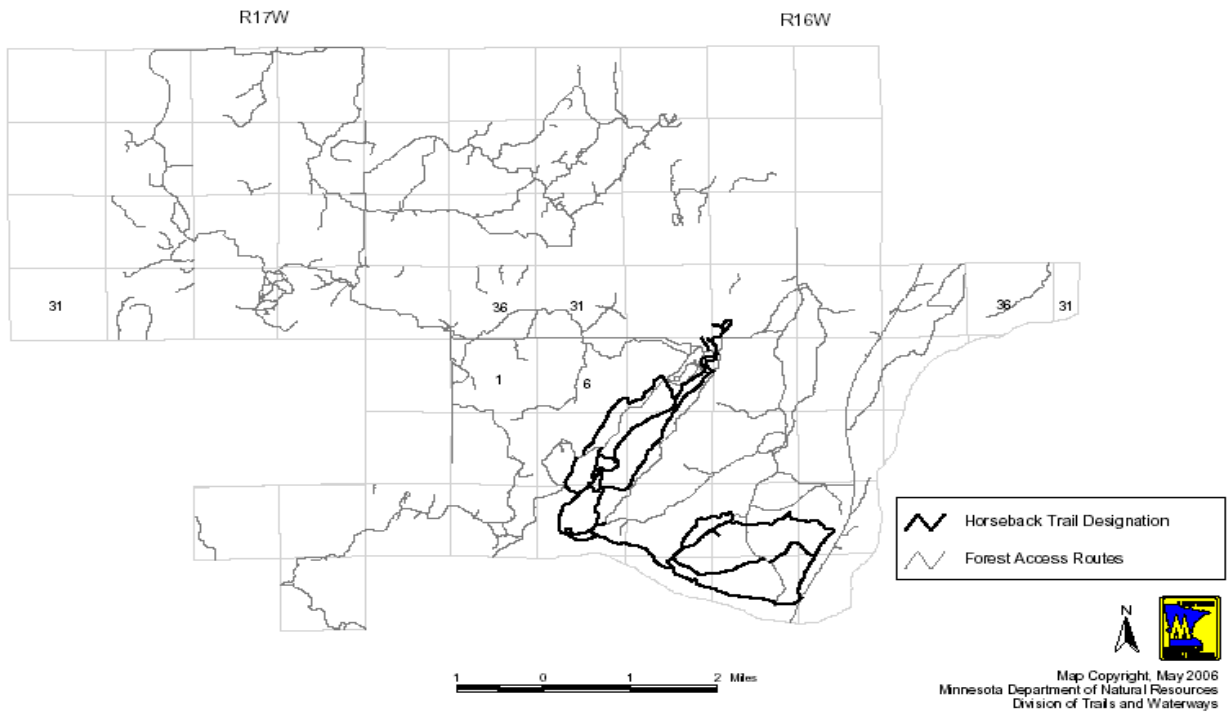 R17W
R16W
31
36
31
36
31
1
6
Horseback Trail Designation
Forest Access Routes
N
1 0 1 2 Miles
Map Copyright, May 2006
Minnesota Department of Natural Resources
Division of Trails and Waterways